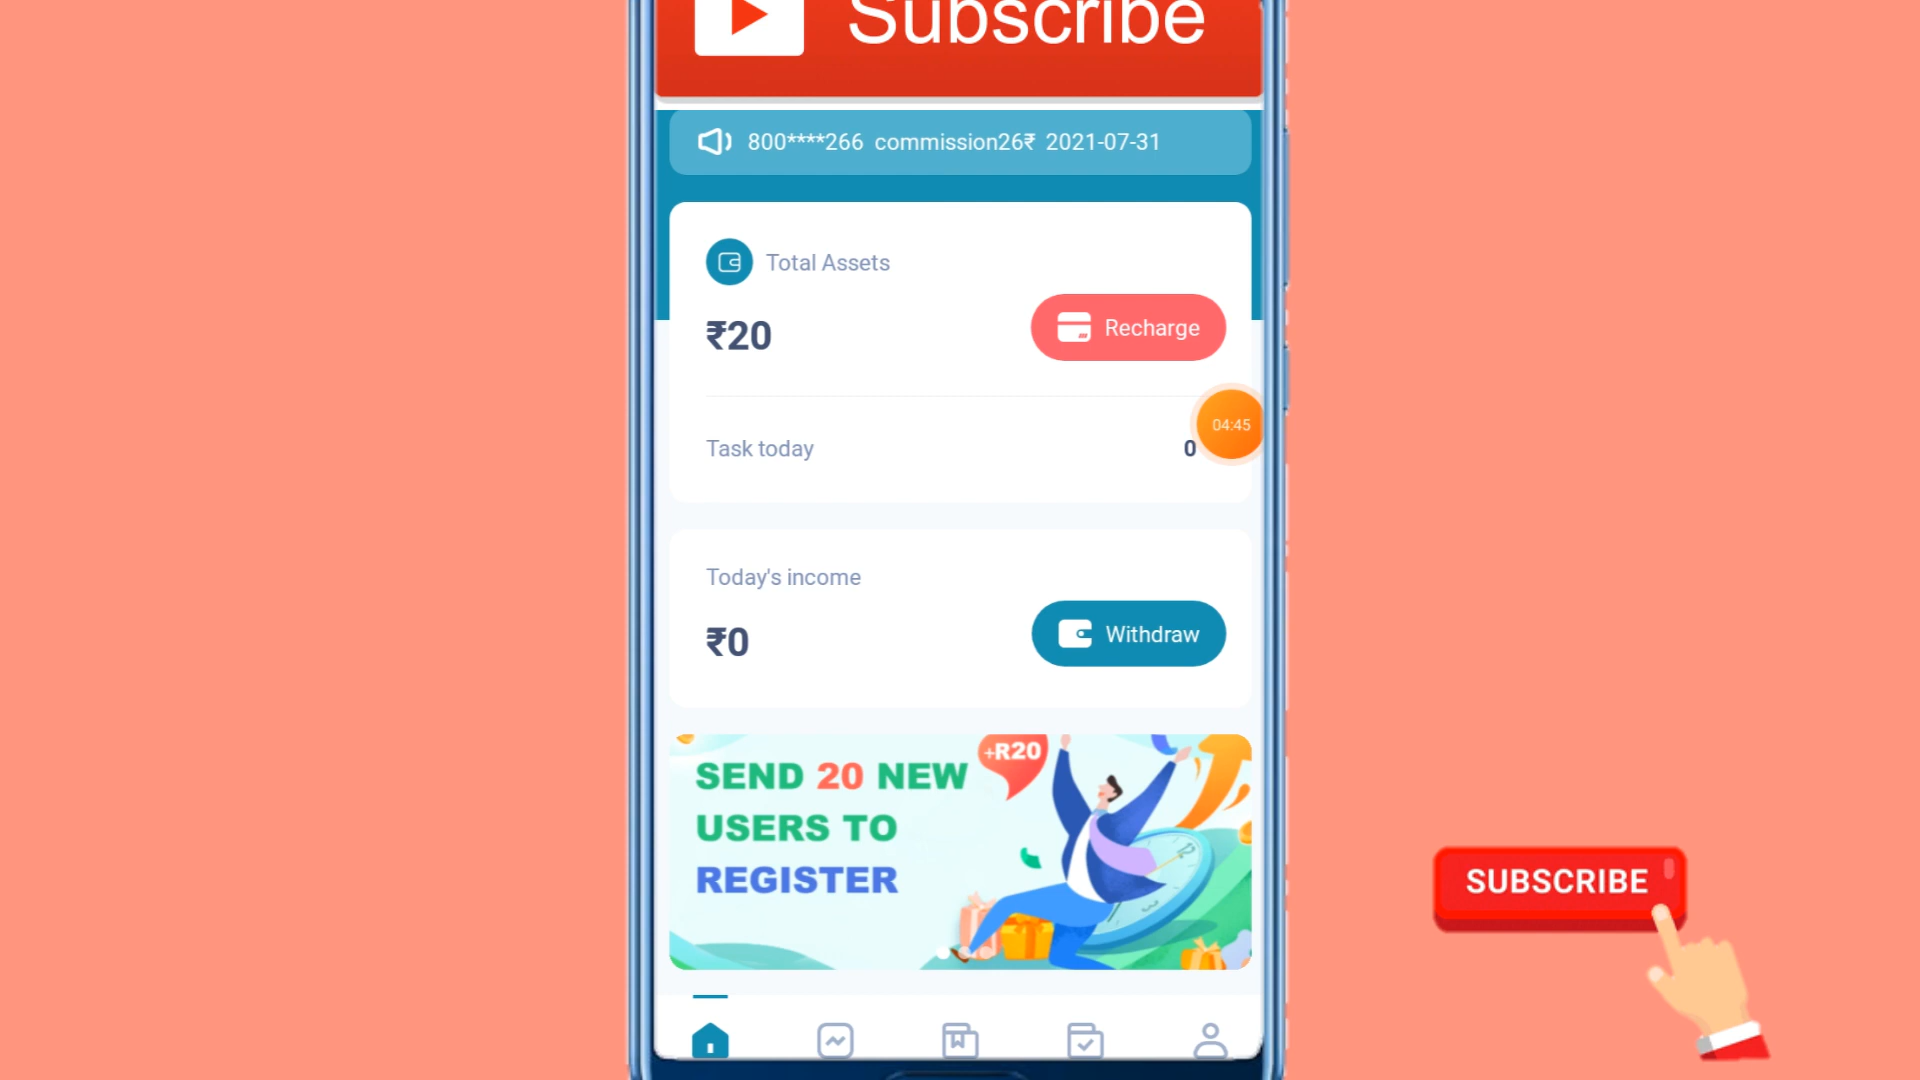 Subscribe
800****266 commission26₹ 2021-07-31
Total Assets
₹20
Recharge
04:45
Task today
0
Today's income
₹0
Withdraw
+R20
SEND 20 NEW
USERS TO
REGISTER
SUBSCRIBE